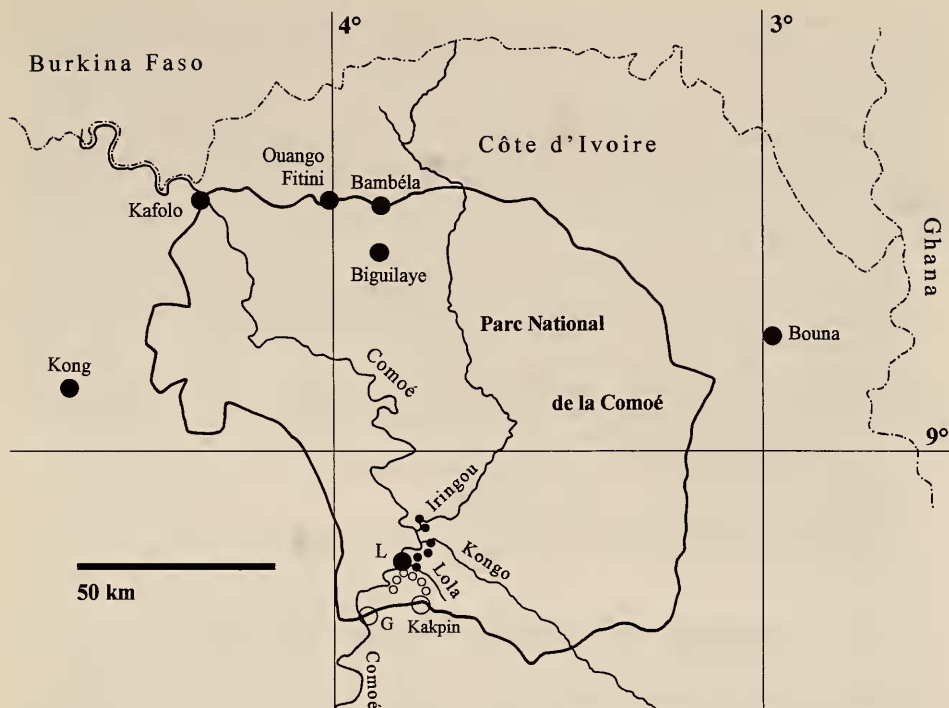 4°
3°
Burkina Faso
Côte d'Ivoire
Ouango
Fitini
Bambéla
Kafolo
Biguilaye
Ghana
Parc National
Bouna
Kong
Comoé
de la Comoé
9°
Iringou
L
Kongo
Lola
50 km
G
Kakpin
Comoé